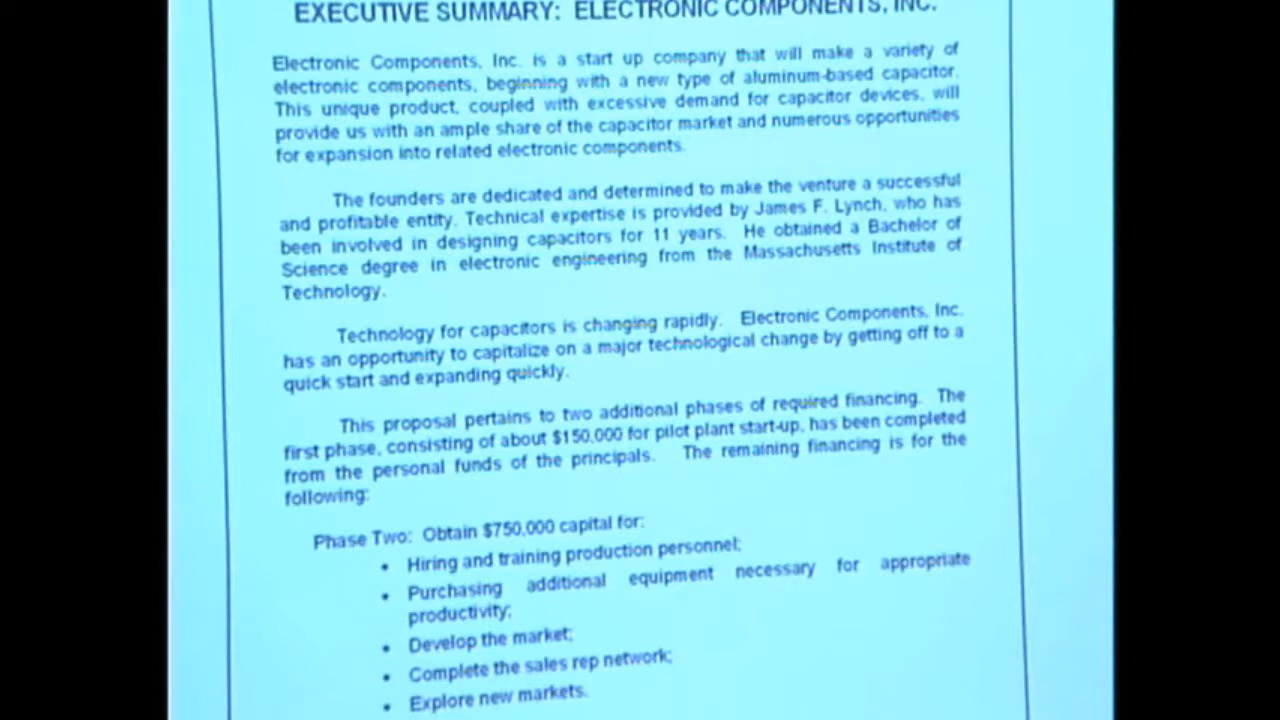 EXECUTIVE SUMMARY: ELECTRONIC COMPONENTS, INC.
Electronic Components, Inc. is a start up company that will make a variety of
electronic components, beginning with a new type of aluminum-based capacitor.
This unique product, coupled with excessive demand for capacitor devices, will
provide us with an ample share of the capacitor market and numerous opportunities
for expansion into related electronic components.
The founders are dedicated and determined to make the venture a successful
and profitable entity. Technical expertise is provided by James F. Lynch, who has
been involved in designing capacitors for 11 years. He obtained a Bachelor of
Science degree in electronic engineering from the Massachusetts Institute of
Technology.
Technology for capacitors is changing rapidly. Electronic Components, Inc.
has an opportunity to capitalize on a major technological change by getting off to a
quick start and expanding quickly.
This proposal pertains to two additional phases of required financing. The
first phase, consisting of about $150,000 for pilot plant start-up, has been completed
from the personal funds of the principals. The remaining financing is for the
following:
Phase Two: Obtain $750,000 capital for:
• Hiring and training production personnel;
• Purchasing additional equipment necessary for appropriate
productivity;
• Develop the market;
• Complete the sales rep network;
• Explore new markets.